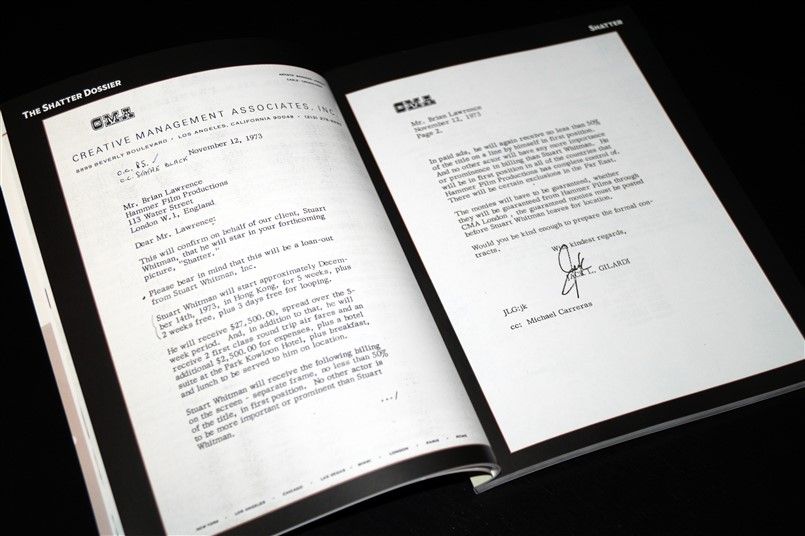 THE SHATTER DOSSIER
CMA
CREATIVE MANAGEMENT ASSOCIATES, INC.
8899 BEVERLY BOULEVARD · LOS ANGELES, CALIFORNIA 90048 ·
November 12, 1973
Mr. Brian Lawrence
Hammer Film Productions
113 Water Street
London W.1, England
Dear Mr. Lawrence:
This will confirm on behalf of our client, Stuart
Whitman, that he will star in your forthcoming
picture, "Shatter."
Please bear in mind that this will be a loan-out
from Stuart Whitman, Inc.
Stuart Whitman will start approximately Decem-
ber 14th, 1973, in Hong Kong, for 5 weeks, plus
2 weeks free, plus 3 days free for looping.
He will receive $27,500.00, spread over the 5-
week period. And, in addition to that, he will
receive 2 first class round trip air fares and an
additional $2,500.00 for expenses, plus a hotel
suite at the Park Kowloon Hotel, plus breakfast,
and lunch to be served to him on location.
Stuart Whitman will receive the following billing
on the screen - separate frame, no less than 50%
of the title, in first position. No other actor is
to be more important or prominent than Stuart
Whitman.
.../
NEW YORK · LOS ANGELES · CHICAGO · LAS VEGAS · MIAMI · LONDON · PARIS · ROME
SHATTER
CMA
Mr. Brian Lawrence
November 12, 1973
Page 2.
In paid ads, he will again receive no less than 50%
of the title on a line by himself in first position.
And no other actor will have any more importance
or prominence in billing than Stuart Whitman. He
will be in first position in all of the countries that
Hammer Film Productions has complete control of.
There will be certain exclusions in the Far East.
The monies will have to be guaranteed, whether
they will be guaranteed from Hammer Films through
CMA London, the guaranteed monies must be posted
before Stuart Whitman leaves for location.
Would you be kind enough to prepare the formal con-
tracts.
kindest regards,
JACK L. GILARDI
JLG:jk
cc: Michael Carreras